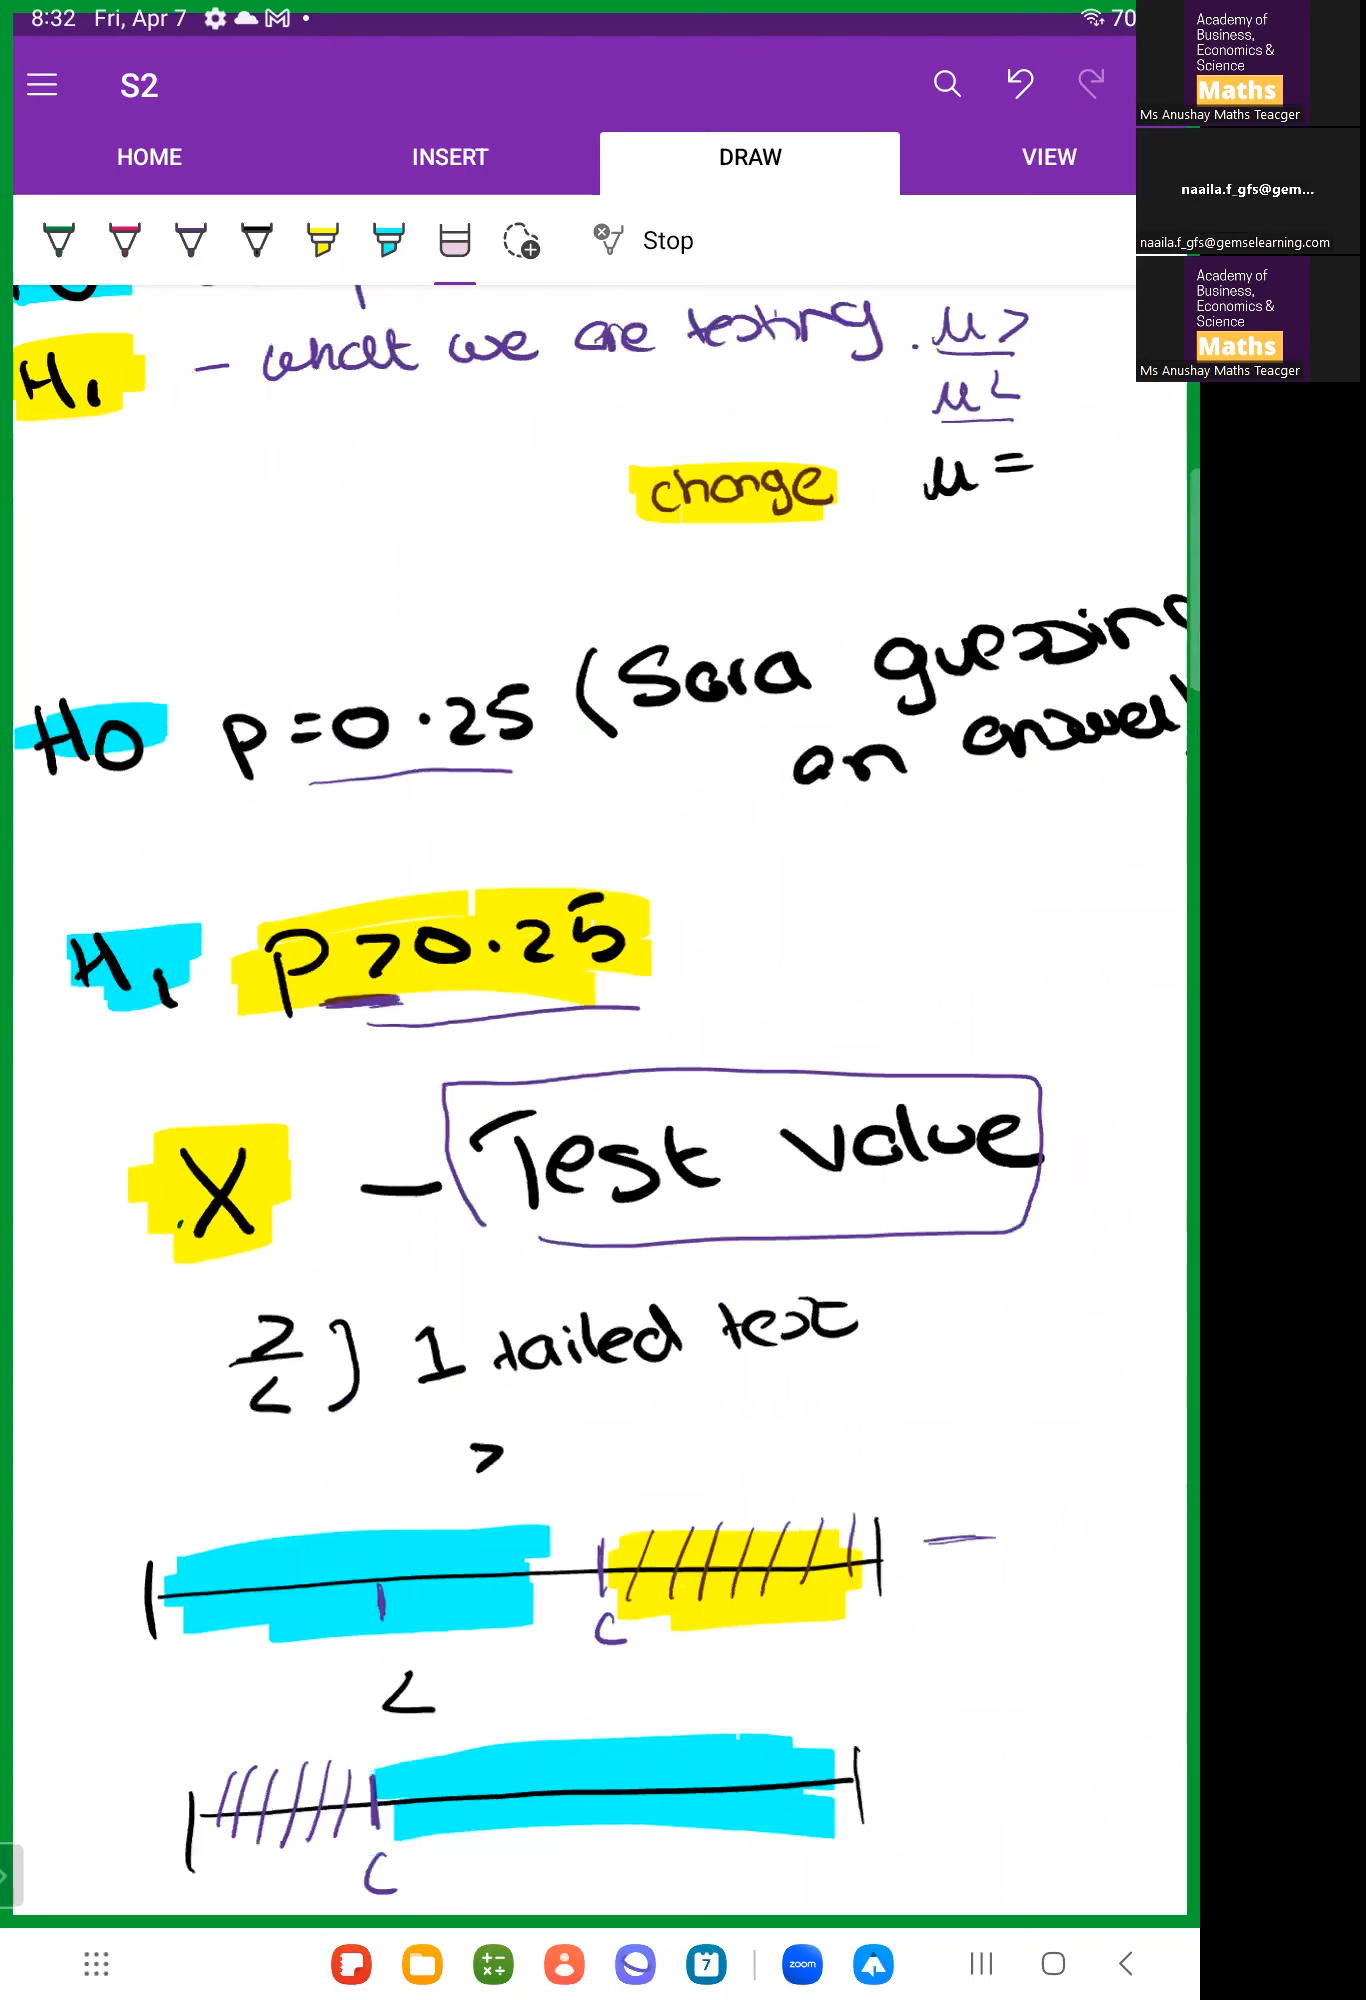 8:32 Fri, Apr 7
70
S2
HOME INSERT DRAW VIEW
Stop
Academy of
Business,
Economics &
Science
Maths
Ms Anushay Maths Teacger
naaila.f_gfs@gem...
naaila.f_gfs@gemselearning.com
Academy of
Business,
Economics &
Science
Maths
Ms Anushay Maths Teacger
H₁ - what we are testing. μ >
μ <
change μ =
H0 p = 0.25 (Sara guessing
an answer)
H₁ P > 0.25
X - Test value
>
<
} 1 tailed test
>
C
<
C
7
zoom